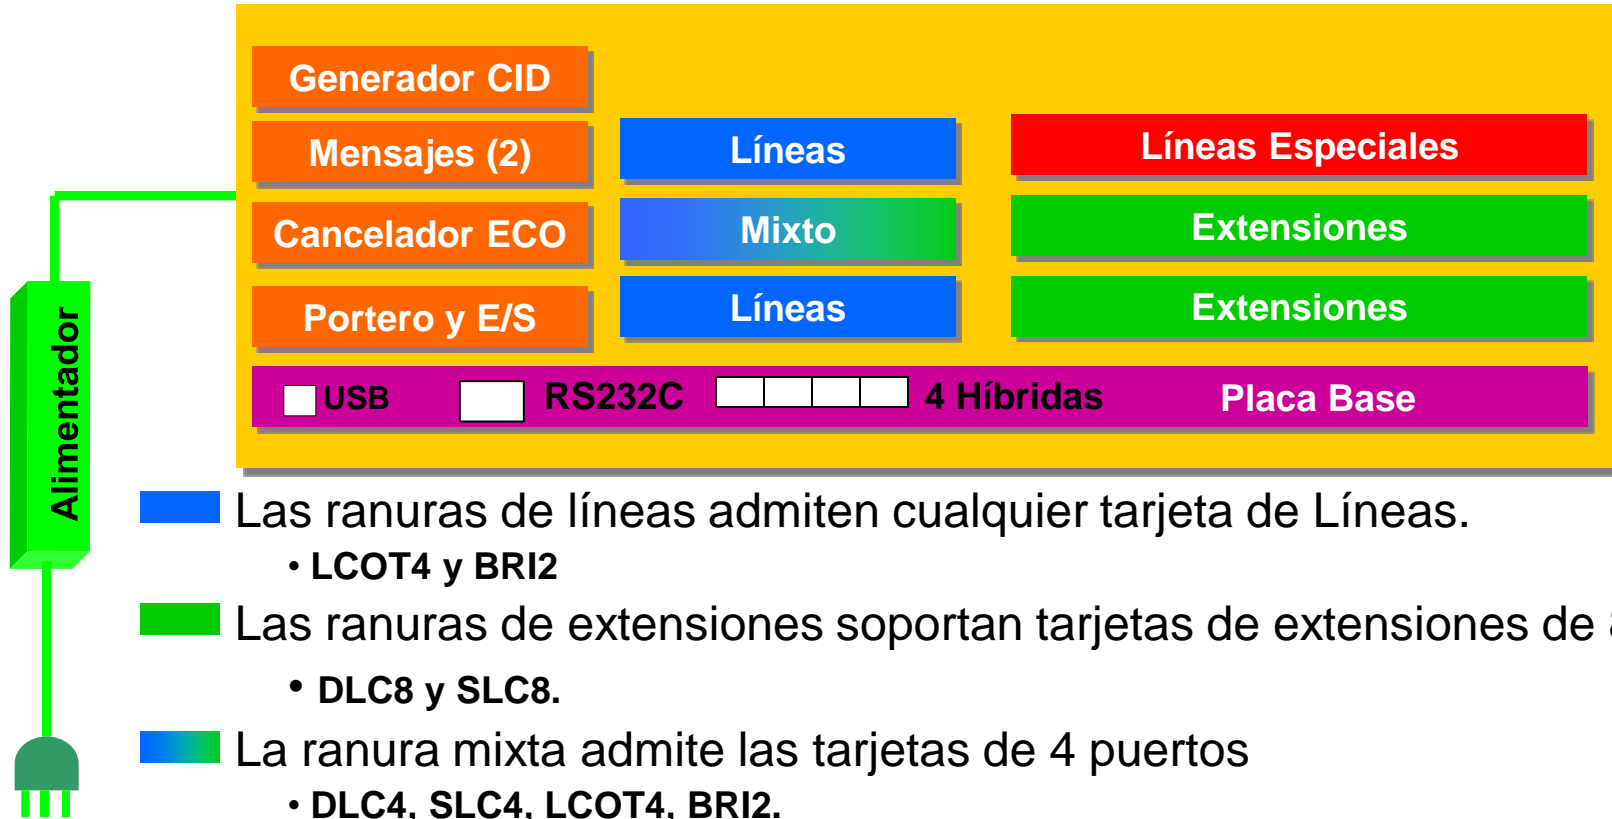 Generador CID
Mensajes (2)
Líneas
Líneas Especiales
Cancelador ECO
Mixto
Extensiones
Portero y E/S
Líneas
Extensiones
USB
RS232C
4 Híbridas
Placa Base
Alimentador
Las ranuras de líneas admiten cualquier tarjeta de Líneas.
• LCOT4 y BRI2
Las ranuras de extensiones soportan tarjetas de extensiones de
• DLC8 y SLC8.
La ranura mixta admite las tarjetas de 4 puertos
• DLC4, SLC4, LCOT4, BRI2.